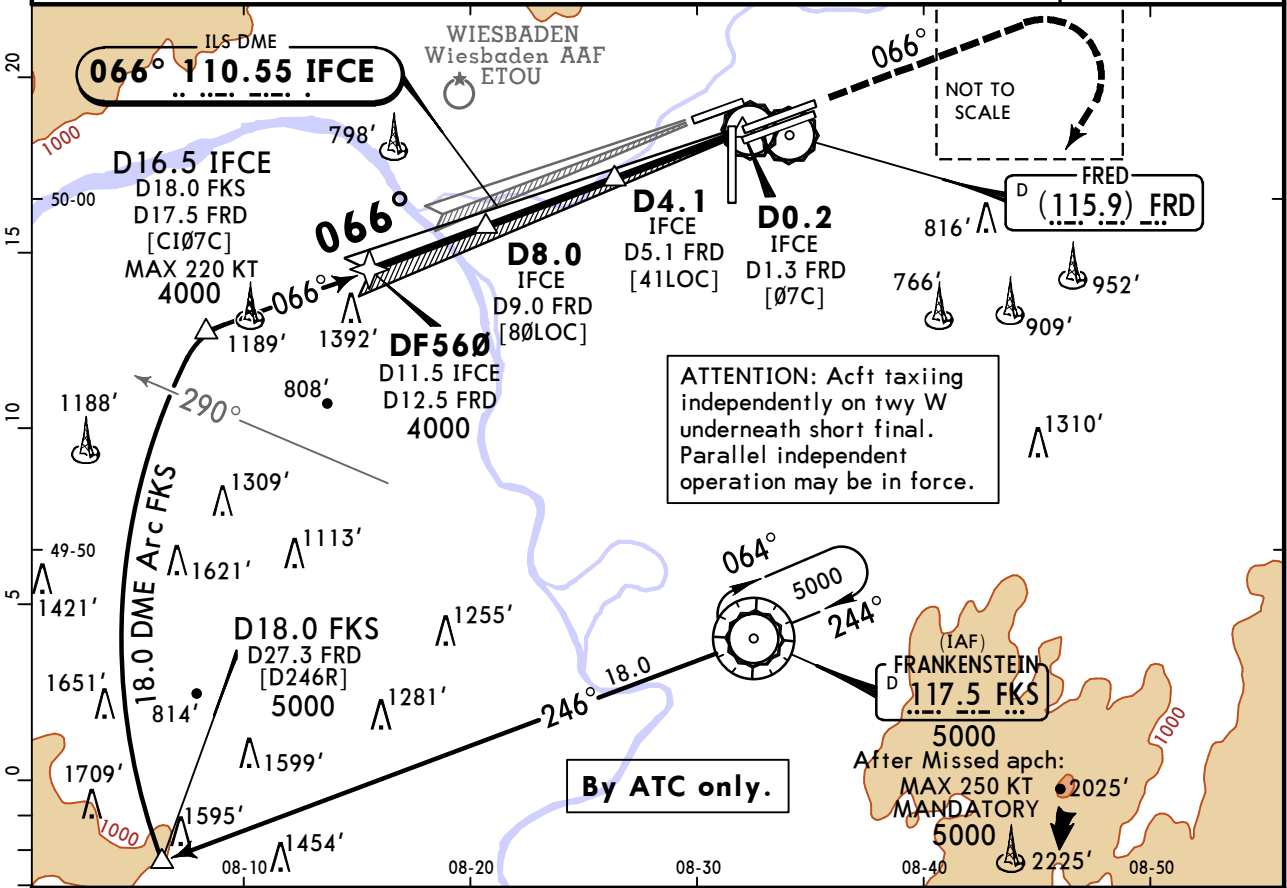 WIESBADEN
Wiesbaden AAF
ETOU
ILS DME
066° 110.55 IFCE
066°
NOT TO
SCALE
20
1000
798'
D16.5 IFCE
D18.0 FKS
D17.5 FRD
[CIØ7C]
MAX 220 KT
4000
50-00
066°
D4.1
IFCE
D5.1 FRD
[41LOC]
D0.2
IFCE
D1.3 FRD
[Ø7C]
FRED
D (115.9) FRD
816'
15
D8.0
IFCE
D9.0 FRD
[8ØLOC]
766'
952'
909'
066°
1189'
1392'
DF56Ø
D11.5 IFCE
D12.5 FRD
4000
808'
290°
1188'
10
ATTENTION: Acft taxiing
independently on twy W
underneath short final.
Parallel independent
operation may be in force.
1310'
18.0 DME Arc FKS
1309'
1113'
1621'
49-50
1421'
5
064°
5000
244°
1255'
D18.0 FKS
D27.3 FRD
[D246R]
5000
1651'
814'
1281'
246°
18.0
(IAF)
FRANKENSTEIN
D 117.5 FKS
5000
After Missed apch:
MAX 250 KT
MANDATORY
5000
1000
0
1709'
1599'
By ATC only.
2025'
1000
1595'
1454'
2225'
08-10
08-20
08-30
08-40
08-50